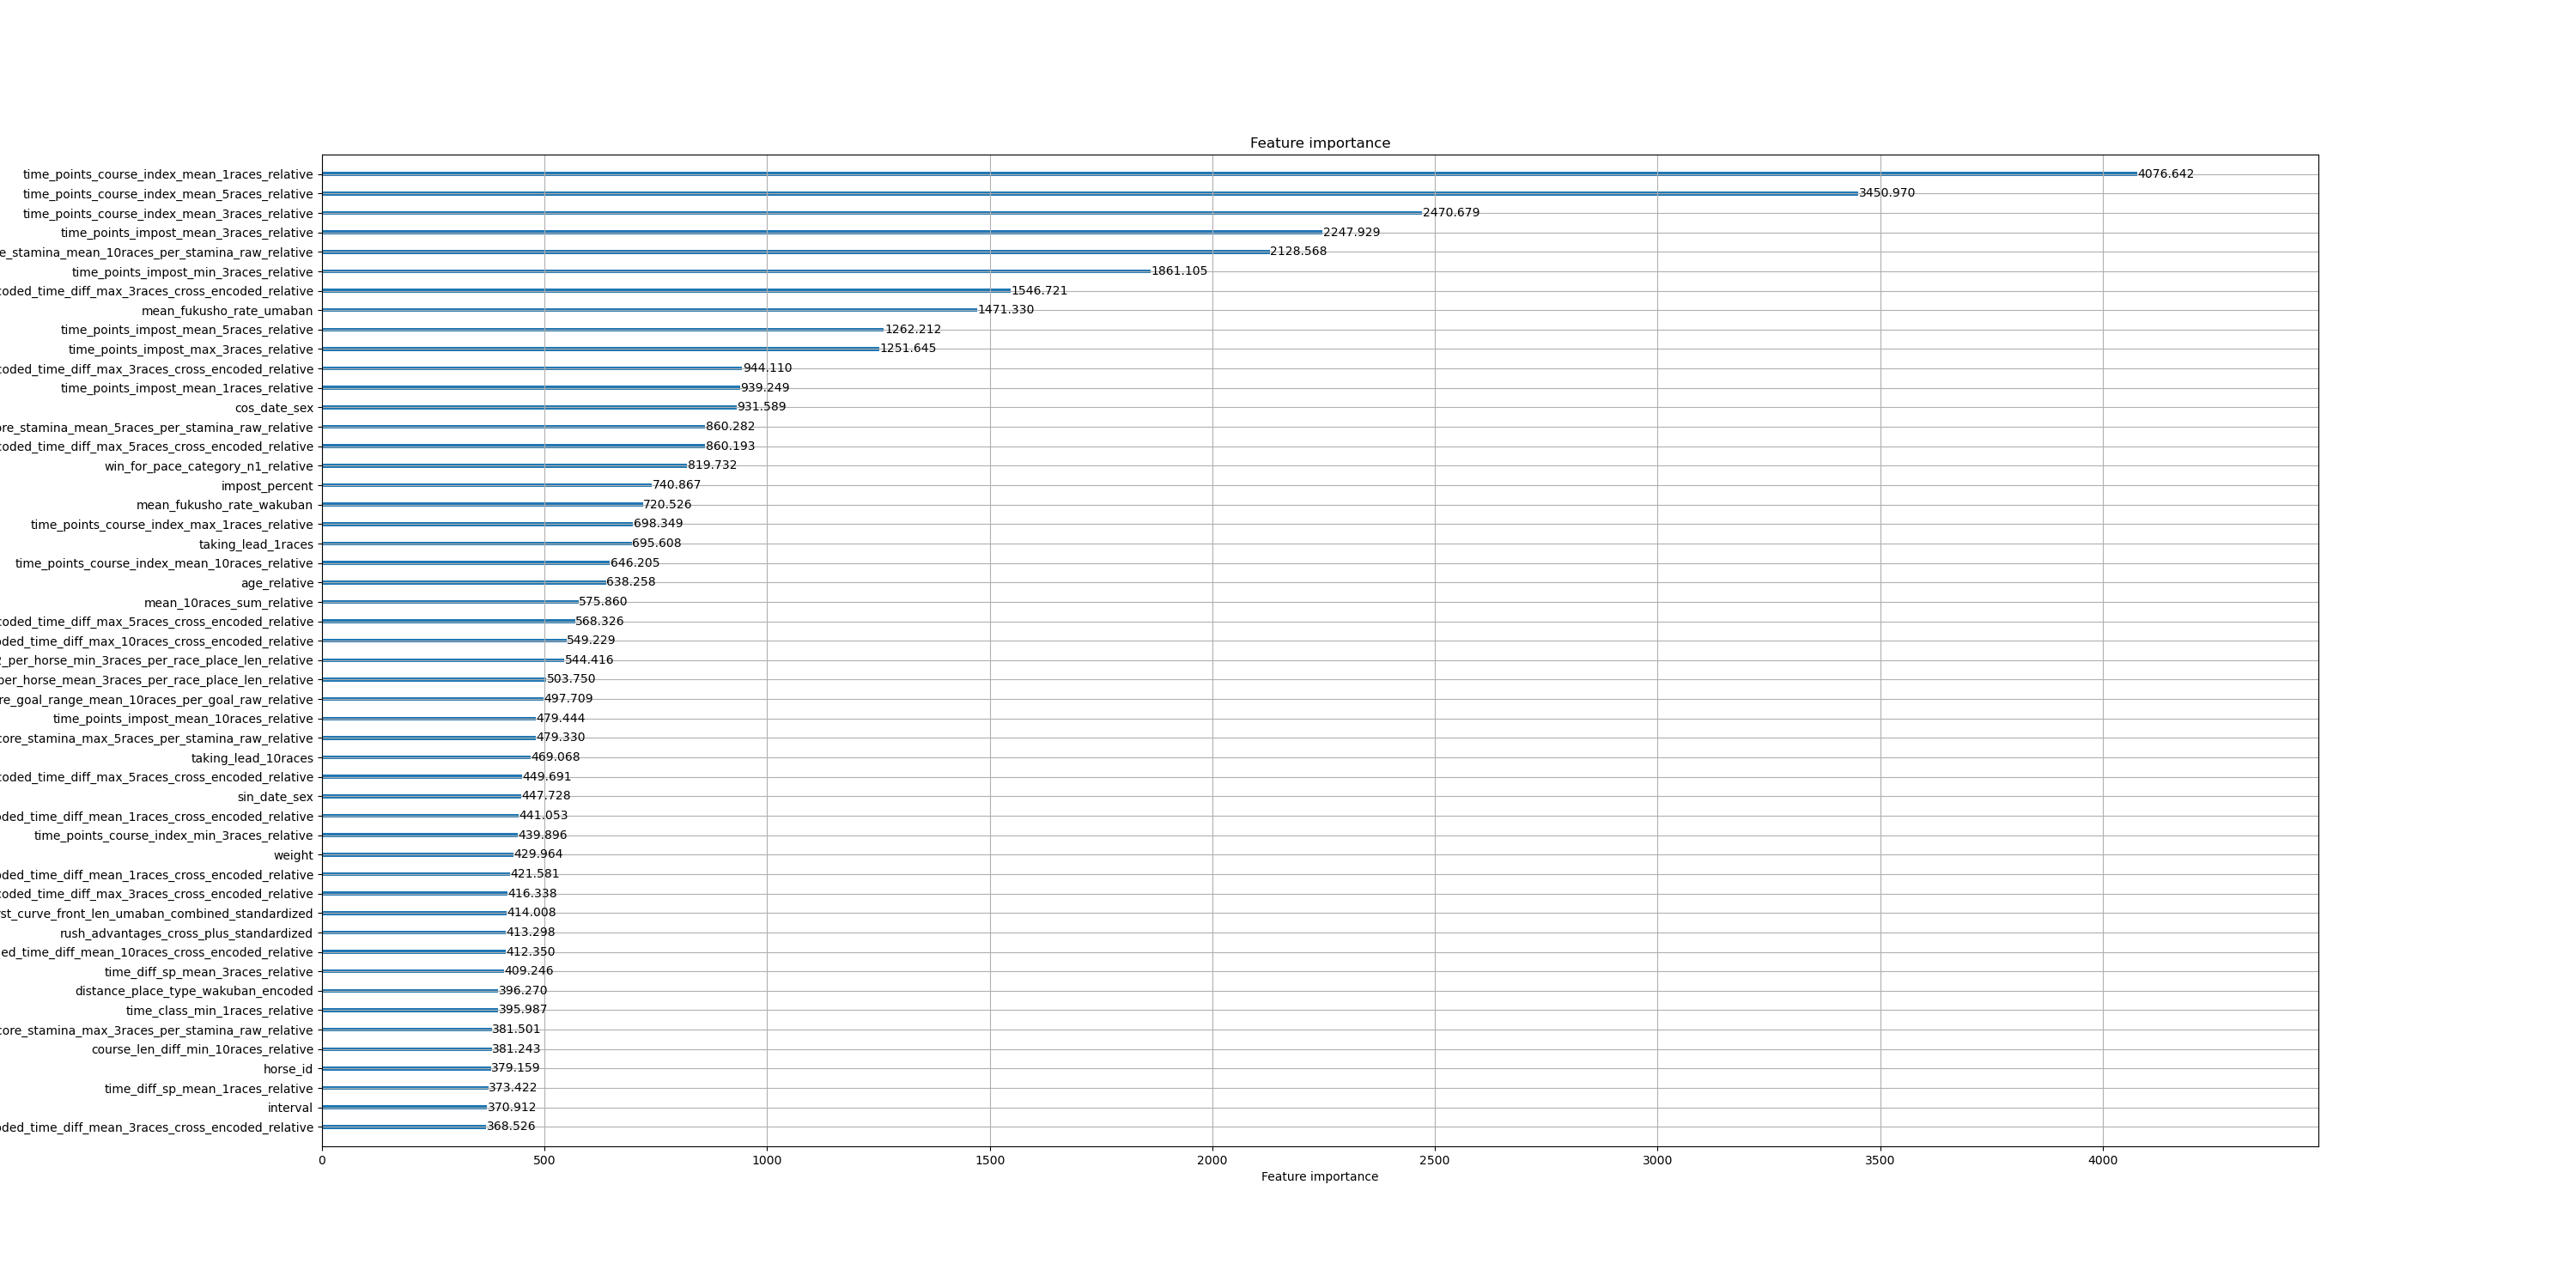 Feature importance
time_points_course_index_mean_1races_relative 4076.642
time_points_course_index_mean_5races_relative 3450.970
time_points_course_index_mean_3races_relative 2470.679
time_points_impost_mean_3races_relative 2247.929
e_stamina_mean_10races_per_stamina_raw_relative 2128.568
time_points_impost_min_3races_relative 1861.105
coded_time_diff_max_3races_cross_encoded_relative 1546.721
mean_fukusho_rate_umaban 1471.330
time_points_impost_mean_5races_relative 1262.212
time_points_impost_max_3races_relative 1251.645
coded_time_diff_max_3races_cross_encoded_relative 944.110
time_points_impost_mean_1races_relative 939.249
cos_date_sex 931.589
ore_stamina_mean_5races_per_stamina_raw_relative 860.282
coded_time_diff_max_5races_cross_encoded_relative 860.193
win_for_pace_category_n1_relative 819.732
impost_percent 740.867
mean_fukusho_rate_wakuban 720.526
time_points_course_index_max_1races_relative 698.349
taking_lead_1races 695.608
time_points_course_index_mean_10races_relative 646.205
age_relative 638.258
mean_10races_sum_relative 575.860
coded_time_diff_max_5races_cross_encoded_relative 568.326
ded_time_diff_max_10races_cross_encoded_relative 549.229
2_per_horse_min_3races_per_race_place_len_relative 544.416
per_horse_mean_3races_per_race_place_len_relative 503.750
re_goal_range_mean_10races_per_goal_raw_relative 497.709
time_points_impost_mean_10races_relative 479.444
core_stamina_max_5races_per_stamina_raw_relative 479.330
taking_lead_10races 469.068
coded_time_diff_max_5races_cross_encoded_relative 449.691
sin_date_sex 447.728
ded_time_diff_mean_1races_cross_encoded_relative 441.053
time_points_course_index_min_3races_relative 439.896
weight 429.964
ded_time_diff_mean_1races_cross_encoded_relative 421.581
coded_time_diff_max_3races_cross_encoded_relative 416.338
st_curve_front_len_umaban_combined_standardized 414.008
rush_advantages_cross_plus_standardized 413.298
ed_time_diff_mean_10races_cross_encoded_relative 412.350
time_diff_sp_mean_3races_relative 409.246
distance_place_type_wakuban_encoded 396.270
time_class_min_1races_relative 395.987
core_stamina_max_3races_per_stamina_raw_relative 381.501
course_len_diff_min_10races_relative 381.243
horse_id 379.159
time_diff_sp_mean_1races_relative 373.422
interval 370.912
ded_time_diff_mean_3races_cross_encoded_relative 368.526
0 500 1000 1500 2000 2500 3000 3500 4000
Feature importance